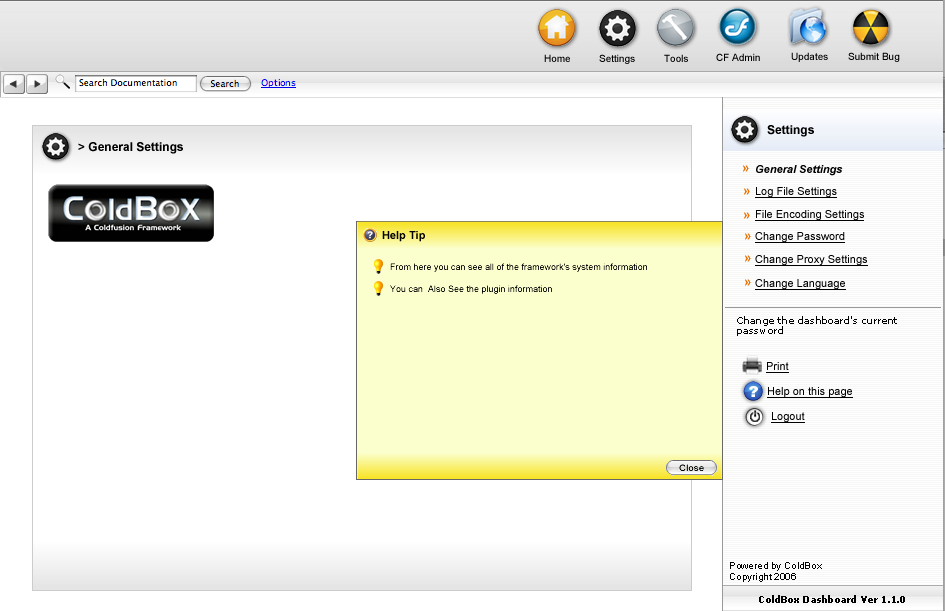 Home
Settings
Tools
CF Admin
Updates
Submit Bug
Search Documentation
Search
Options
> General Settings
ColdBox
A Coldfusion Framework
Help Tip
From here you can see all of the framework's system information
You can Also See the plugin information
Close
Settings
» General Settings
» Log File Settings
» File Encoding Settings
» Change Password
» Change Proxy Settings
» Change Language
Change the dashboard's current
password
Print
Help on this page
Logout
Powered by ColdBox
Copyright 2006
ColdBox Dashboard Ver 1.1.0